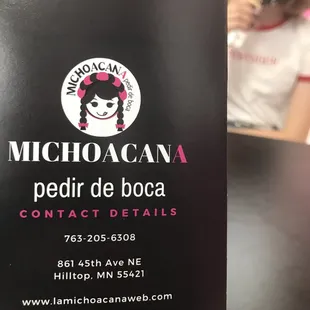 MICHOACANA pedir de boca
MICHOACANA
pedir de boca
CONTACT DETAILS
763-205-6308
861 45th Ave NE
Hilltop, MN 55421
www.lamichoacanaweb.com